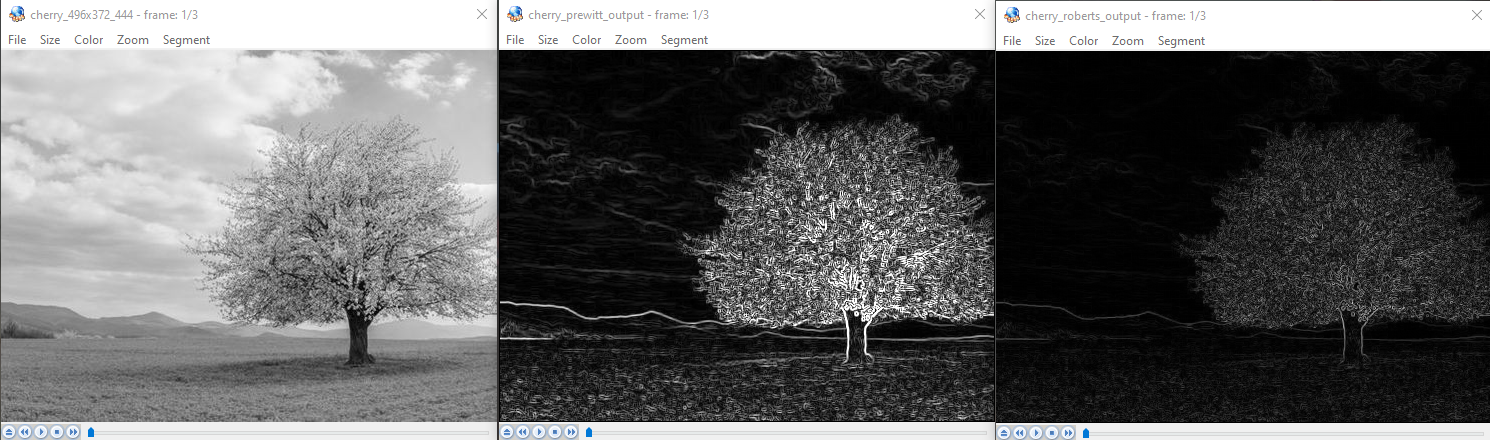 cherry_496x372_444 - frame: 1/3
File Size Color Zoom Segment
cherry_prewitt_output - frame: 1/3
File Size Color Zoom Segment
cherry_roberts_output - frame: 1/3
File Size Color Zoom Segment